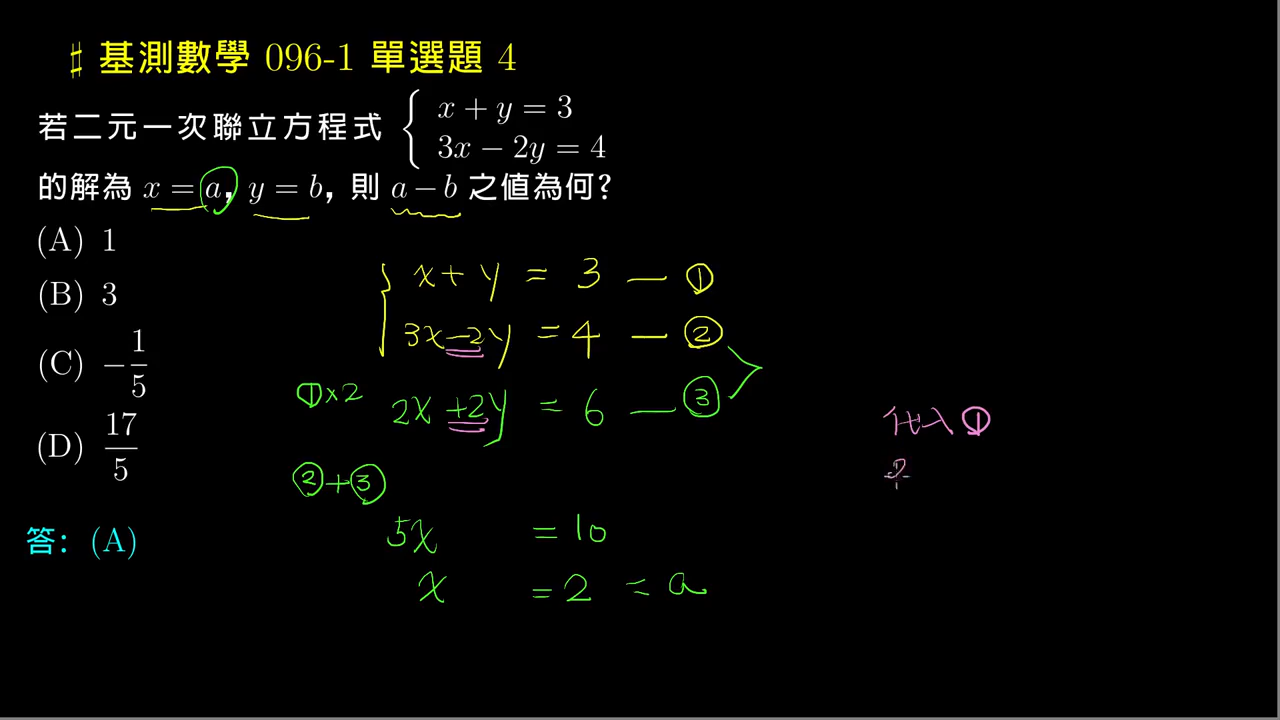 ♯ 基測數學 096-1 單選題 4
若二元一次聯立方程式 { x + y = 3
3x − 2y = 4
的解為 x = a, y = b, 則 a − b 之值為何?
(A) 1
(B) 3
(C) −1/5
(D) 17/5
答: (A)
x + y = 3 — ①
3x − 2y = 4 — ②
①×2 2x + 2y = 6 — ③
②+③
5x = 10
x = 2 = a
代入 ①